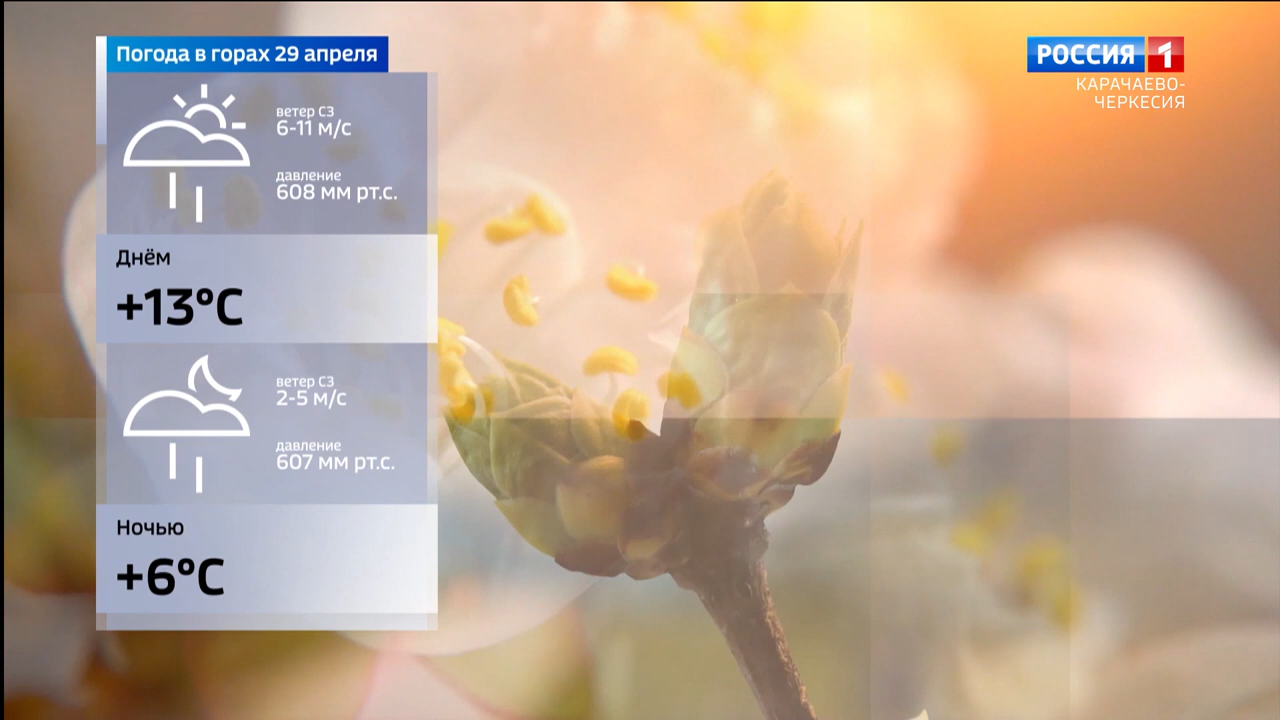 Погода в горах 29 апреля
РОССИЯ 1
КАРАЧАЕВО-
ЧЕРКЕСИЯ
ветер СЗ
6-11 м/с
давление
608 мм рт.с.
Днём
+13°C
ветер СЗ
2-5 м/с
давление
607 мм рт.с.
Ночью
+6°C